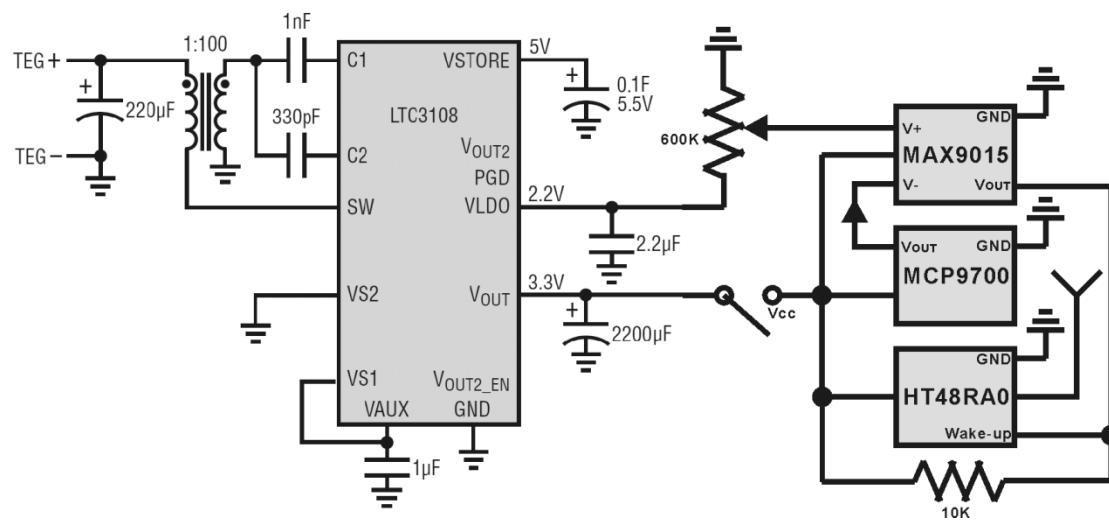 1nF
1:100
TEG+
C1
VSTORE
5V
+
220µF
+
0.1F
5.5V
330pF
LTC3108
600K
V+
GND
MAX9015
V-
VOUT
TEG−
C2
VOUT2
PGD
SW
VLDO
2.2V
2.2µF
VOUT
GND
MCP9700
VS2
VOUT
3.3V
+
2200µF
Vcc
GND
HT48RA0
Wake-up
VS1
VOUT2_EN
VAUX
GND
1µF
10K